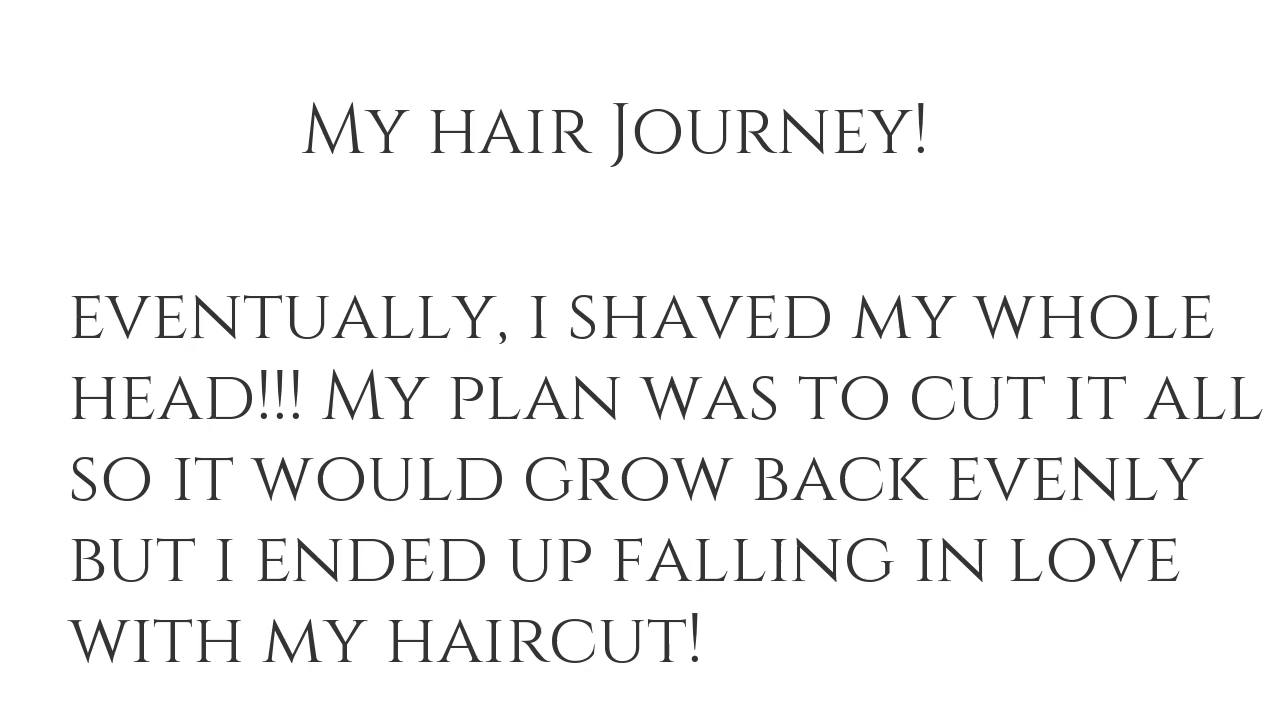 My hair Journey!
eventually, i shaved my whole
head!!! My plan was to cut it all
so it would grow back evenly
but i ended up falling in love
with my haircut!